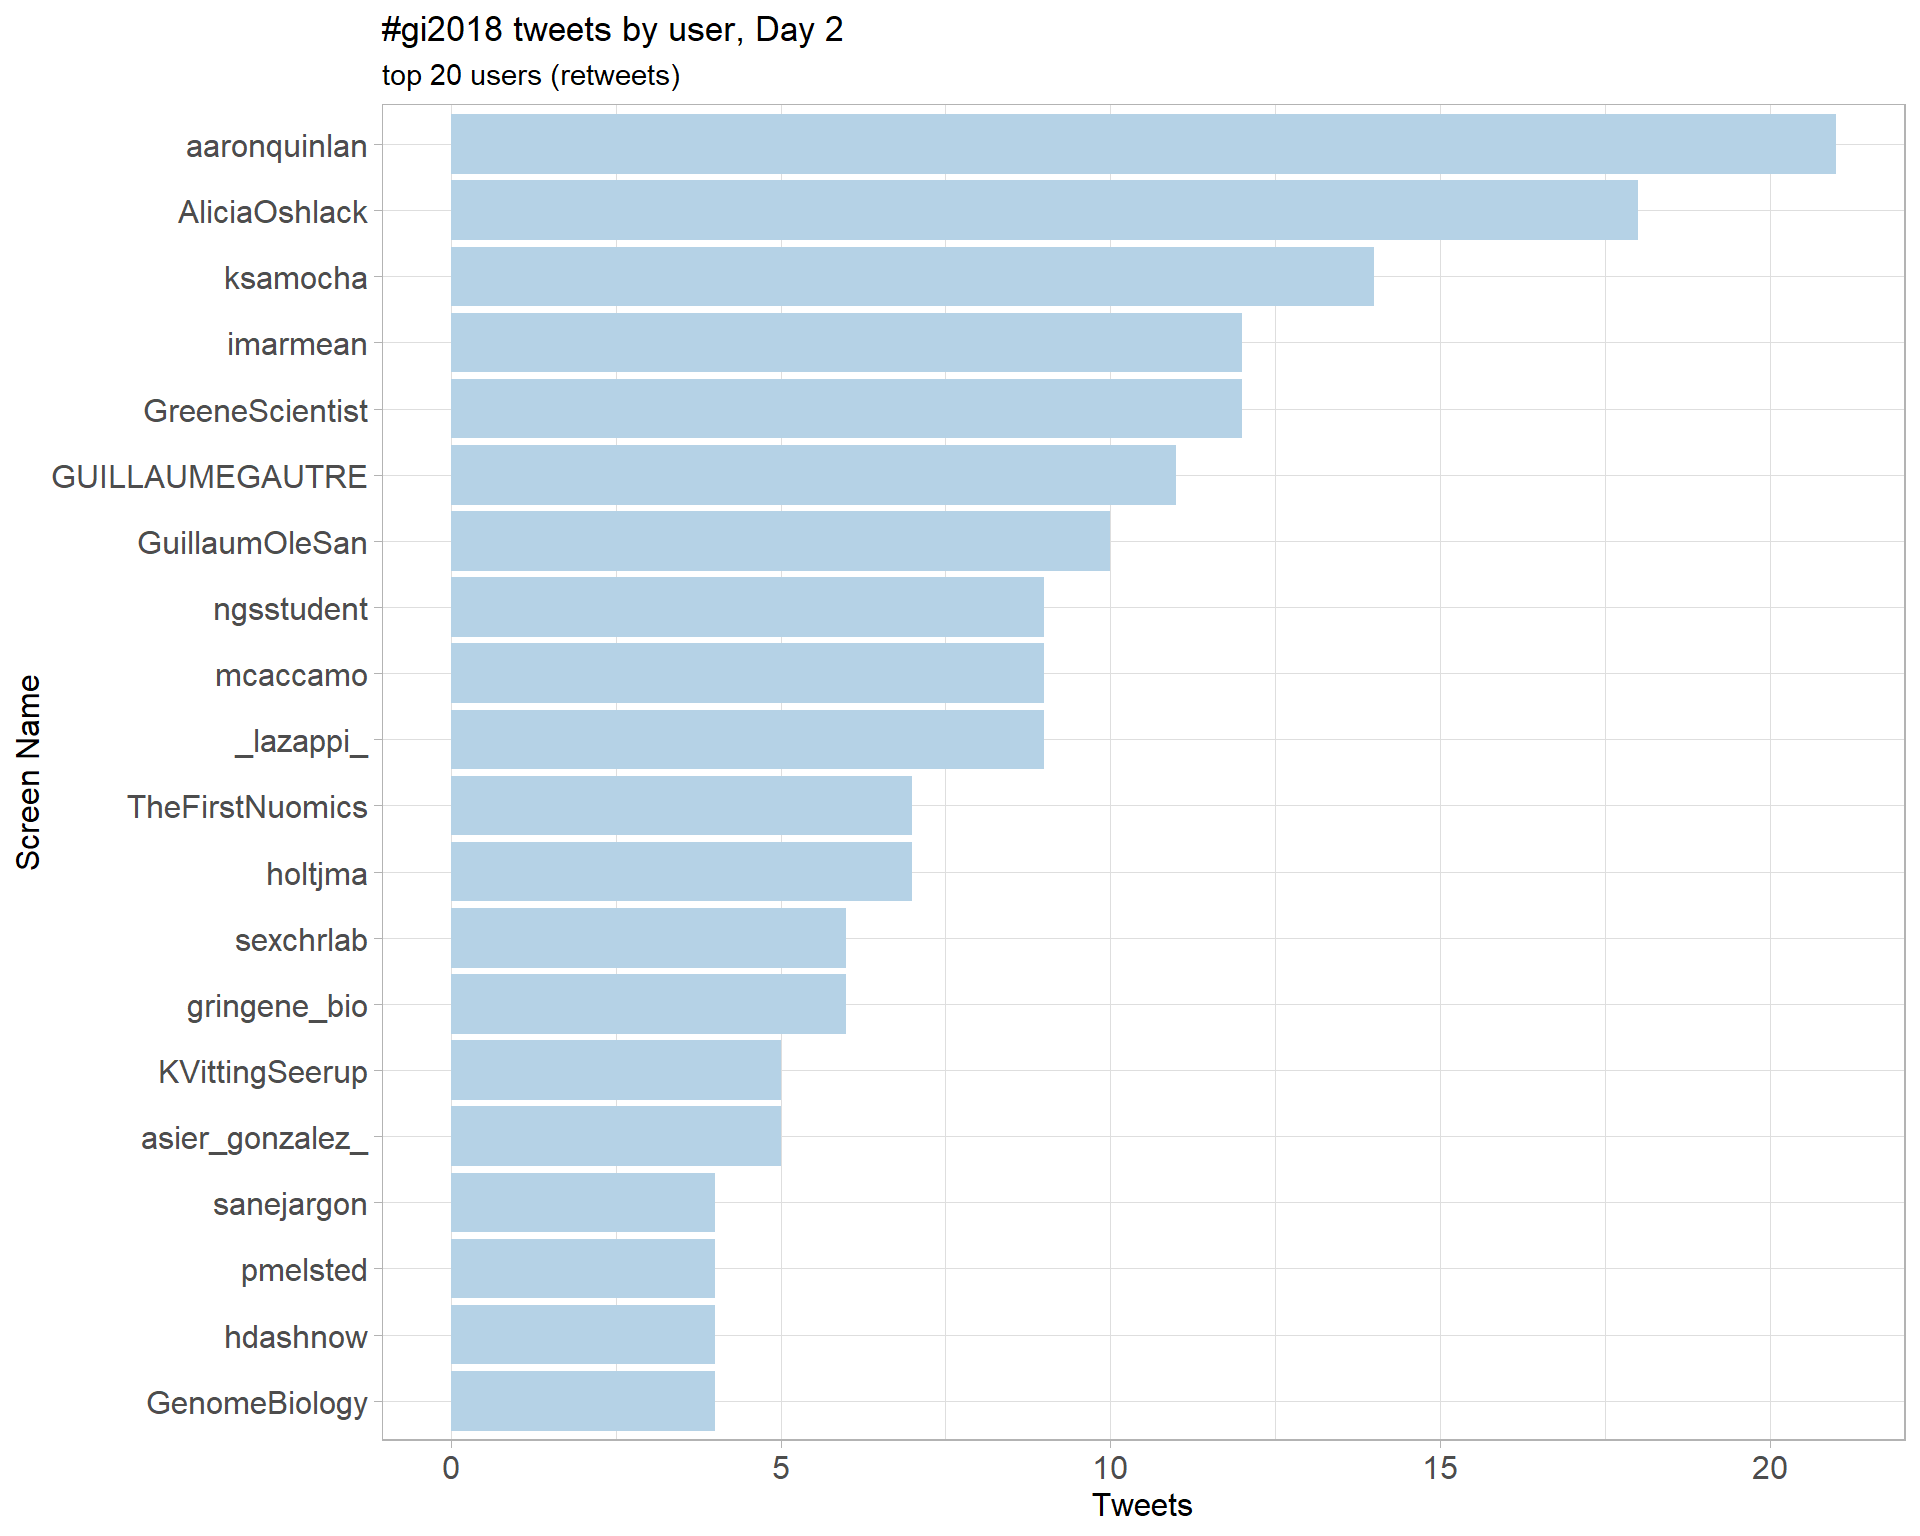 #gi2018 tweets by user, Day 2
top 20 users (retweets)
Screen Name
aaronquinlan
AliciaOshlack
ksamocha
imarmean
GreeneScientist
GUILLAUMEGAUTRE
GuillaumOleSan
ngsstudent
mcaccamo
_lazappi_
TheFirstNuomics
holtjma
sexchrlab
gringene_bio
KVittingSeerup
asier_gonzalez_
sanejargon
pmelsted
hdashnow
GenomeBiology
0 5 10 15 20
Tweets